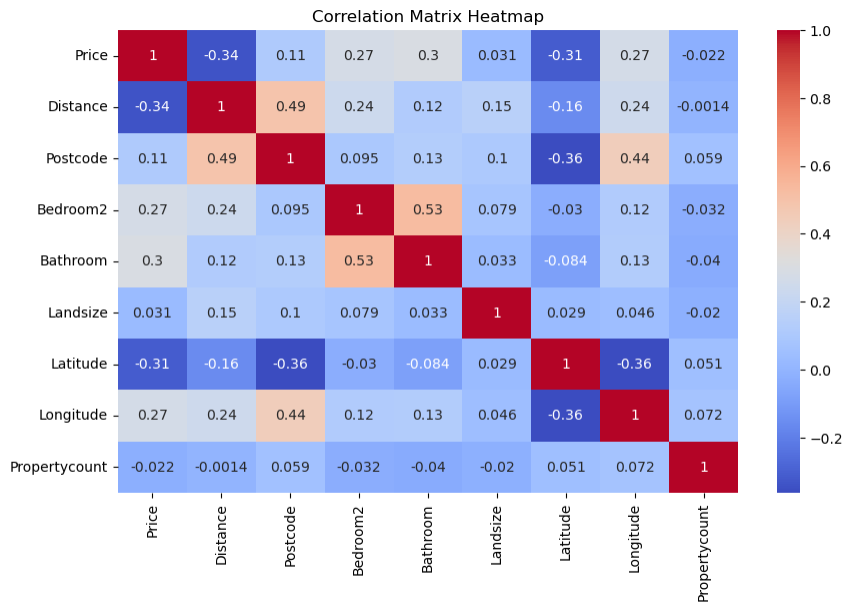 Correlation Matrix Heatmap
Price 1 -0.34 0.11 0.27 0.3 0.031 -0.31 0.27 -0.022
Distance -0.34 1 0.49 0.24 0.12 0.15 -0.16 0.24 -0.0014
Postcode 0.11 0.49 1 0.095 0.13 0.1 -0.36 0.44 0.059
Bedroom2 0.27 0.24 0.095 1 0.53 0.079 -0.03 0.12 -0.032
Bathroom 0.3 0.12 0.13 0.53 1 0.033 -0.084 0.13 -0.04
Landsize 0.031 0.15 0.1 0.079 0.033 1 0.029 0.046 -0.02
Latitude -0.31 -0.16 -0.36 -0.03 -0.084 0.029 1 -0.36 0.051
Longitude 0.27 0.24 0.44 0.12 0.13 0.046 -0.36 1 0.072
Propertycount -0.022 -0.0014 0.059 -0.032 -0.04 -0.02 0.051 0.072 1
Price
Distance
Postcode
Bedroom2
Bathroom
Landsize
Latitude
Longitude
Propertycount
1.0
0.8
0.6
0.4
0.2
0.0
−0.2